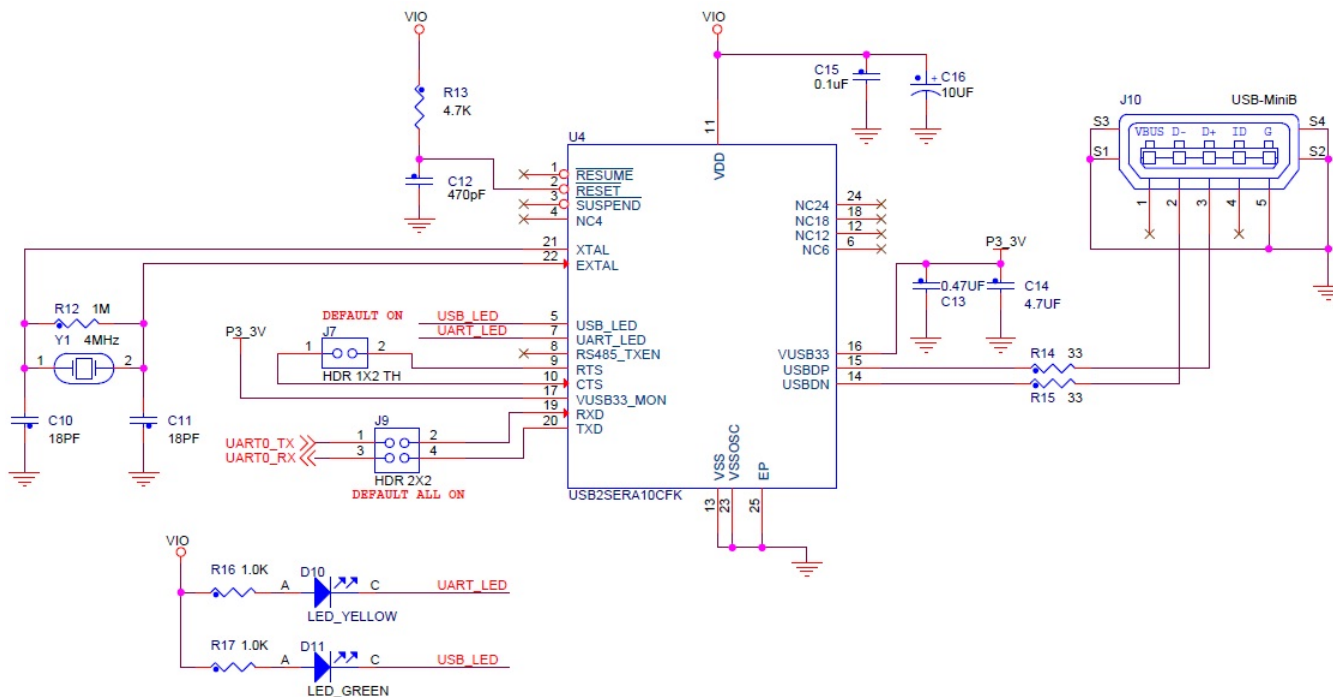 VIO
VIO
R13
4.7K
C15
0.1uF
+
C16
10UF
J10
USB-MiniB
S3
S4
VBUS D- D+ ID G
S1
S2
1 2 3 4 5
U4
11
VDD
C12
470pF
1 RESUME
2 RESET
3 SUSPEND
4 NC4
NC24 24
NC18 18
NC12 12
NC6 6
21 XTAL
22 EXTAL
P3_3V
0.47UF
C13
C14
4.7UF
R12 1M
Y1 4MHz
1 2
C10
18PF
C11
18PF
P3_3V
DEFAULT ON
J7
1 2
HDR 1X2 TH
USB_LED 5 USB_LED
UART_LED 7 UART_LED
8 RS485_TXEN
9 RTS
10 CTS
17 VUSB33_MON
19 RXD
20 TXD
VUSB33 16
USBDP 15
USBDN 14
R14 33
R15 33
J9
UART0_TX 1 2
UART0_RX 3 4
HDR 2X2
DEFAULT ALL ON
VSS
VSSOSC
EP
USB2SERA10CFK
13
23
25
VIO
R16 1.0K A D10 C UART_LED
LED_YELLOW
R17 1.0K A D11 C USB_LED
LED_GREEN